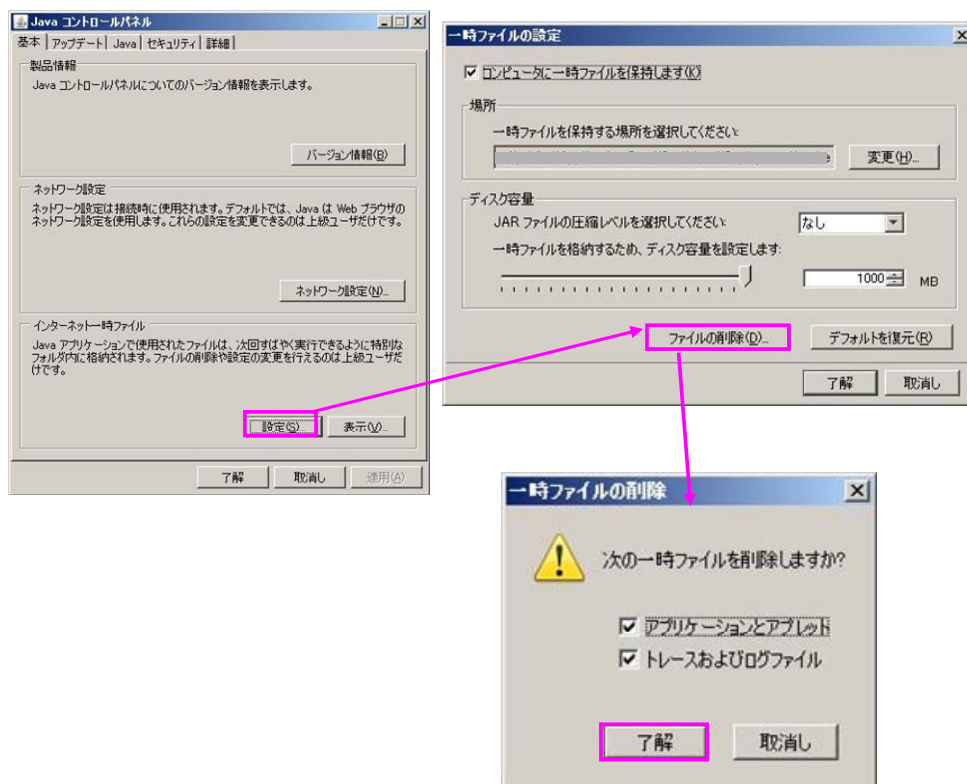 Java コントロールパネル
基本 アップデート Java セキュリティ 詳細
製品情報
Java コントロールパネルについてのバージョン情報を表示します。
バージョン情報(B)
ネットワーク設定
ネットワーク設定は接続時に使用されます。デフォルトでは、Java は Web ブラウザの
ネットワーク設定を使用します。これらの設定を変更できるのは上級ユーザだけです。
ネットワーク設定(N)...
インターネット一時ファイル
Java アプリケーションで使用されたファイルは、次回すばやく実行できるように特別な
フォルダ内に格納されます。ファイルの削除や設定の変更を行えるのは上級ユーザだ
けです。
設定(S)... 表示(V)...
了解 取消し 適用(A)
一時ファイルの設定
コンピュータに一時ファイルを保持します(K)
場所
一時ファイルを保持する場所を選択してください:
変更(H)...
ディスク容量
JAR ファイルの圧縮レベルを選択してください: なし
一時ファイルを格納するため、ディスク容量を設定します:
1000 MB
ファイルの削除(D)... デフォルトを復元(R)
了解 取消し
一時ファイルの削除
次の一時ファイルを削除しますか?
アプリケーションとアプレット
トレースおよびログファイル
了解 取消し